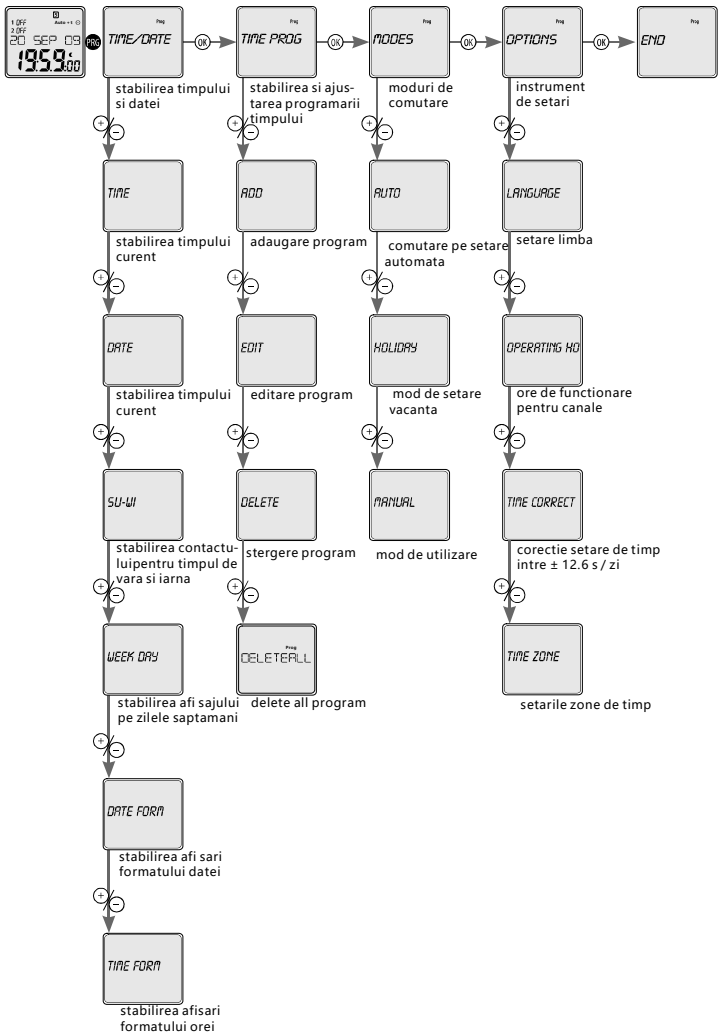 1 OFF
2 OFF
Auto +1
20 SEP 09
19:59:00
PRG
Prog
TIME/DATE
OK
Prog
TIME PROG
OK
Prog
MODES
OK
Prog
OPTIONS
OK
Prog
END
stabilirea timpului
si datei
stabilirea si ajus-
tarea programarii
timpului
moduri de
comutare
instrument
de setari
+
−
+
−
+
−
+
−
TIME
ADD
AUTO
LANGUAGE
stabilirea timpului
curent
adaugare program
comutare pe setare
automata
setare limba
+
−
+
−
+
−
+
−
DATE
EDIT
HOLIDAY
OPERATING HO
stabilirea timpului
curent
editare program
mod de setare
vacanta
ore de functionare
pentru canale
+
−
+
−
+
−
+
−
SU-WI
DELETE
MANUAL
TIME CORRECT
stabilirea contactu-
luipentru timpul de
vara si iarna
stergere program
mod de utilizare
corectie setare de timp
intre ± 12.6 s / zi
+
−
+
−
+
−
WEEK DAY
Prog
DELETEALL
TIME ZONE
stabilirea afi sajului
pe zilele saptamani
delete all program
setarile zone de timp
+
−
DATE FORM
stabilirea afi sari
formatului datei
+
−
TIME FORM
stabilirea afisari
formatului orei